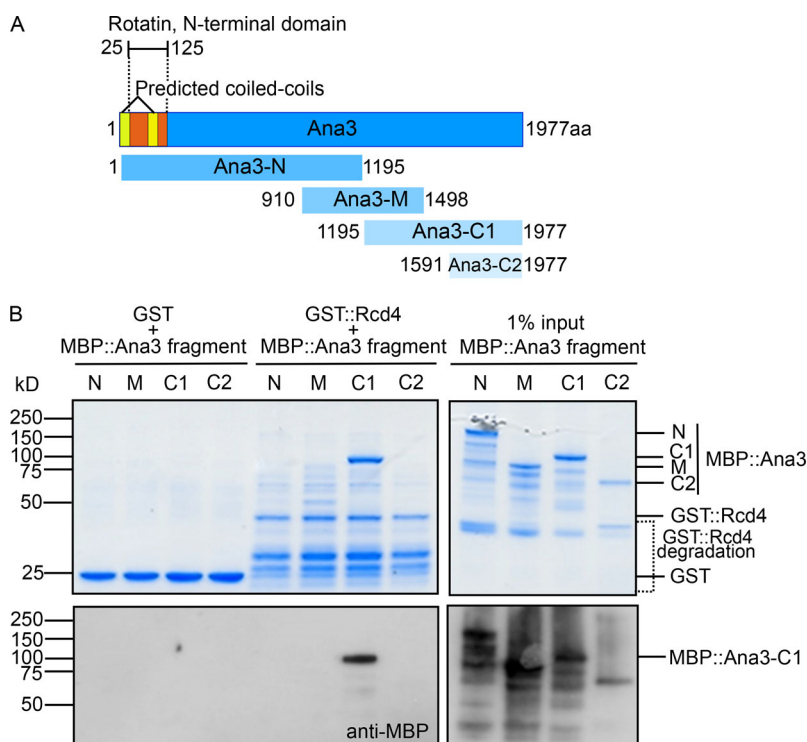 A
Rotatin, N-terminal domain
25 125
Predicted coiled-coils
1 Ana3 1977aa
1 Ana3-N 1195
910 Ana3-M 1498
1195 Ana3-C1 1977
1591 Ana3-C2 1977
B
GST
+
MBP::Ana3 fragment
GST::Rcd4
+
MBP::Ana3 fragment
1% input
MBP::Ana3 fragment
kD N M C1 C2 N M C1 C2 N M C1 C2
250
150
100
75
50
25
N
C1
M
C2
MBP::Ana3
GST::Rcd4
GST::Rcd4
degradation
GST
250
150
100
75
50
anti-MBP
MBP::Ana3-C1